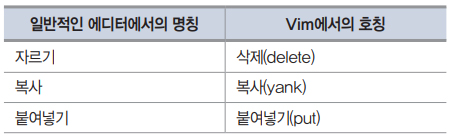 일반적인 에디터에서의 명칭 Vim에서의 호칭
자르기 삭제(delete)
복사 복사(yank)
붙여넣기 붙여넣기(put)